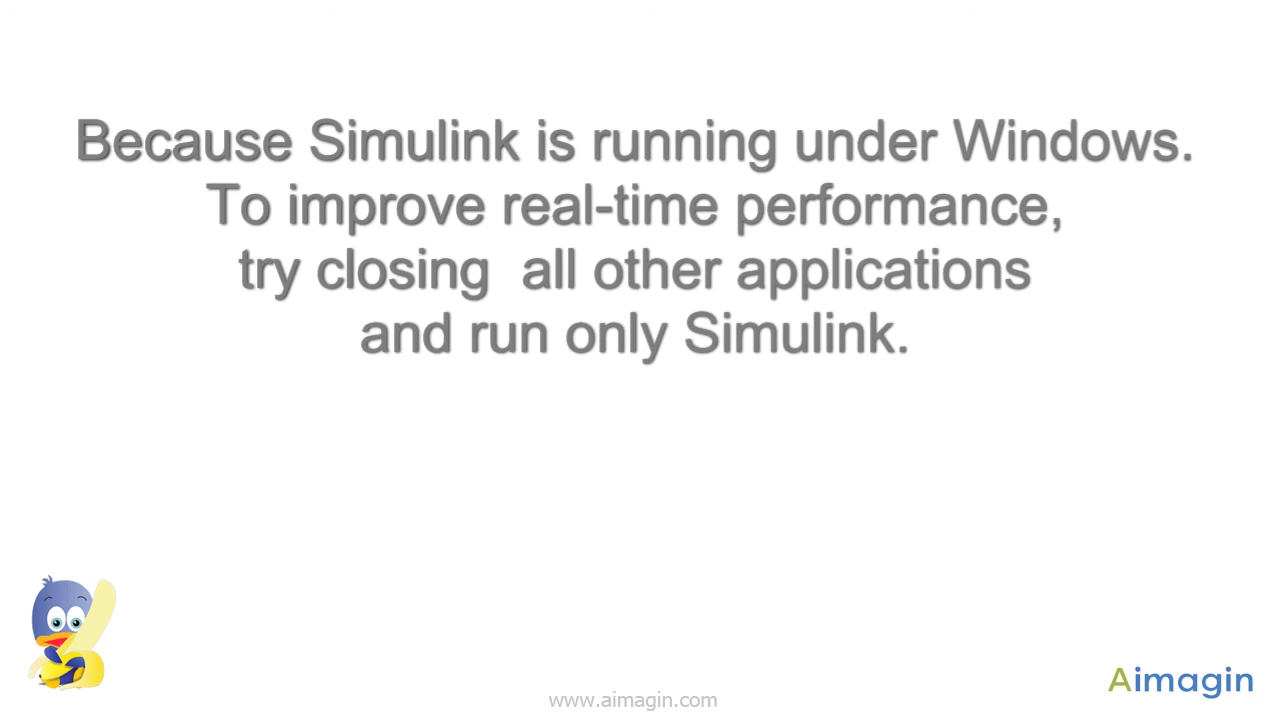 Because Simulink is running under Windows.
To improve real-time performance,
try closing  all other applications
and run only Simulink.
Aimagin
www.aimagin.com